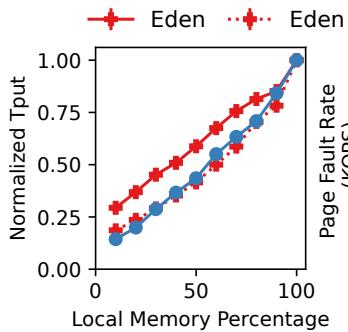 Eden Eden
Normalized Tput
1.00
0.75
0.50
0.25
0.00
0 50 100
Local Memory Percentage
Page Fault Rate
(KOPS)